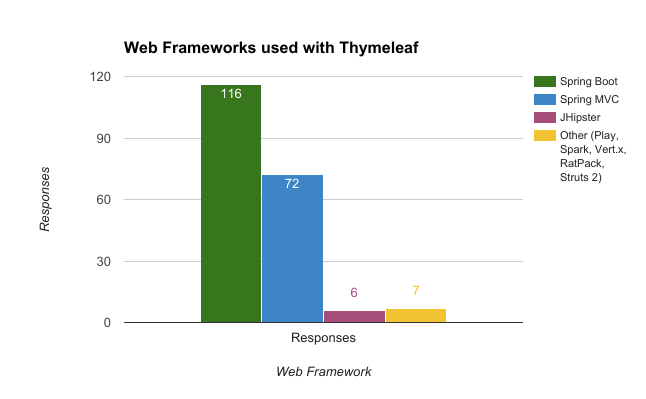 Web Frameworks used with Thymeleaf
120
90
60
30
0
Responses
116
72
6
7
Responses
Web Framework
Spring Boot
Spring MVC
JHipster
Other (Play,
Spark, Vert.x,
RatPack,
Struts 2)